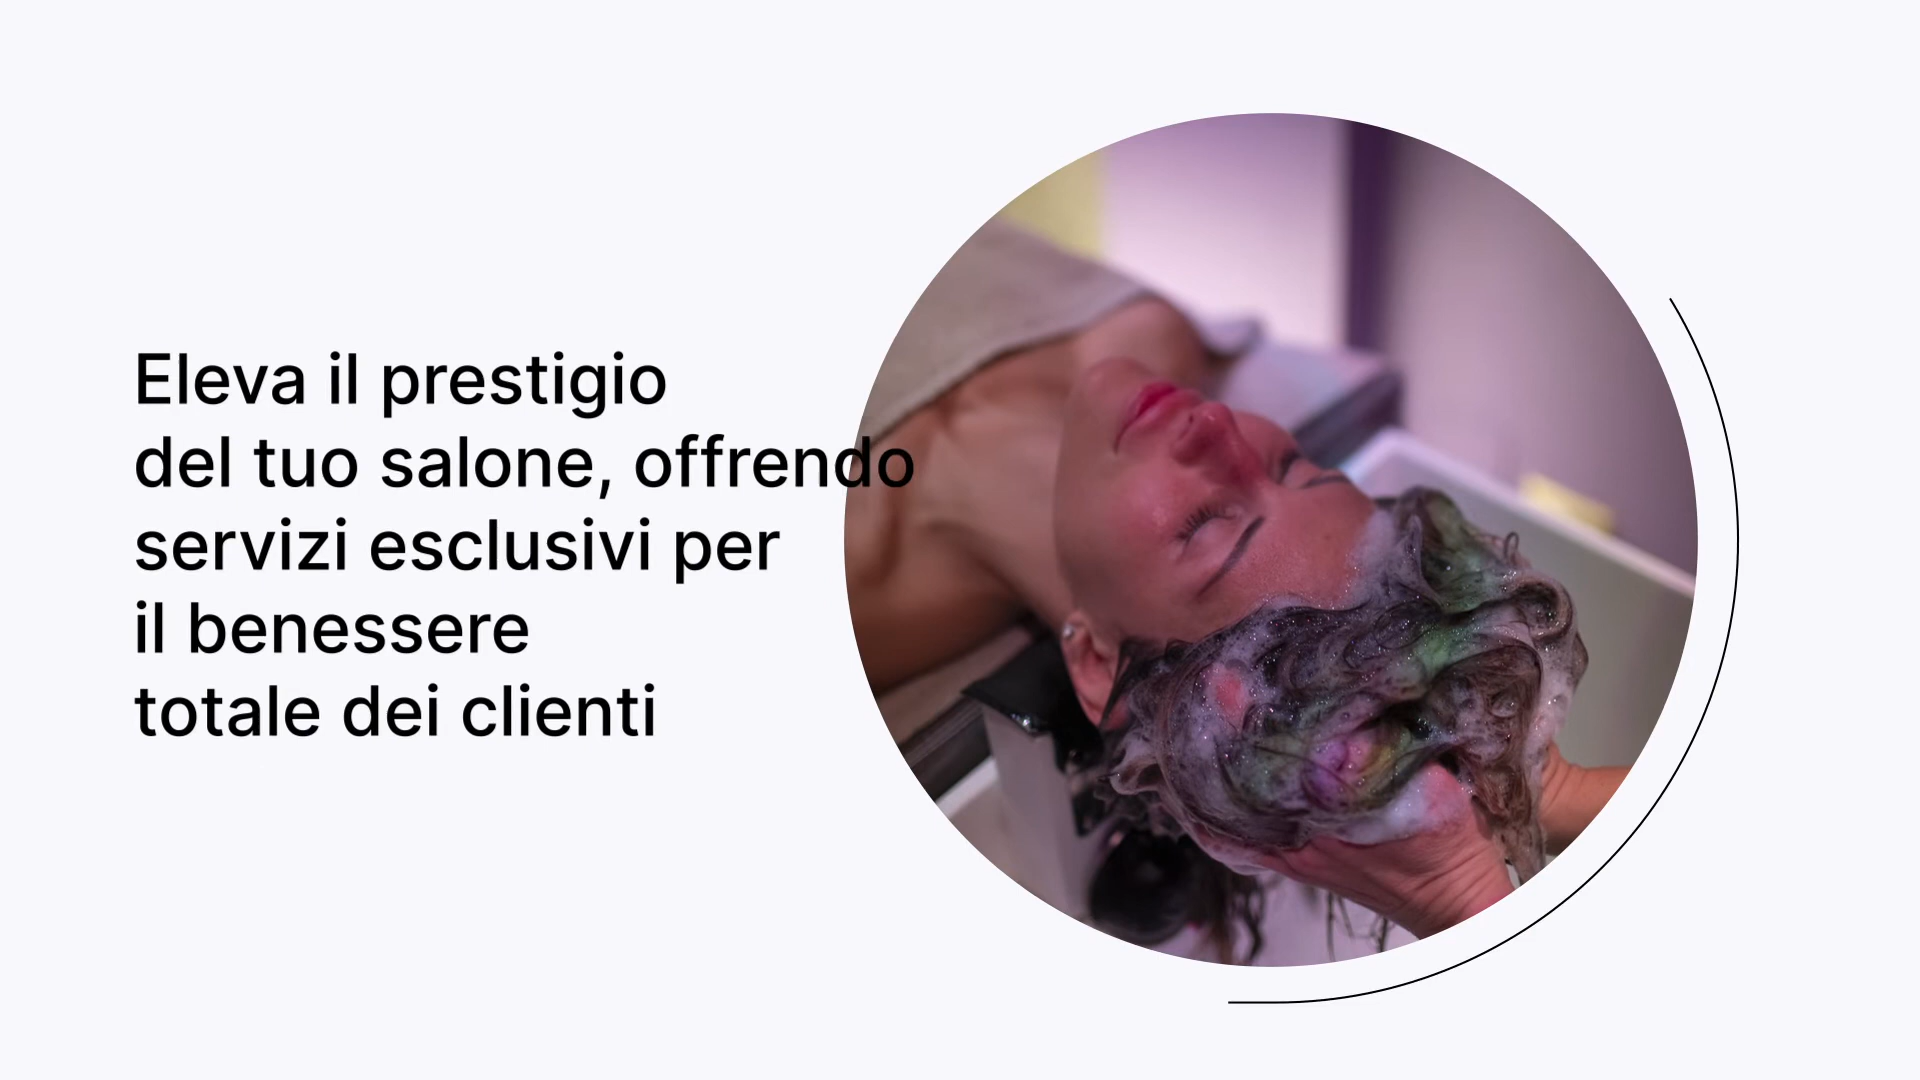 Eleva il prestigio
del tuo salone, offrendo
servizi esclusivi per
il benessere
totale dei clienti